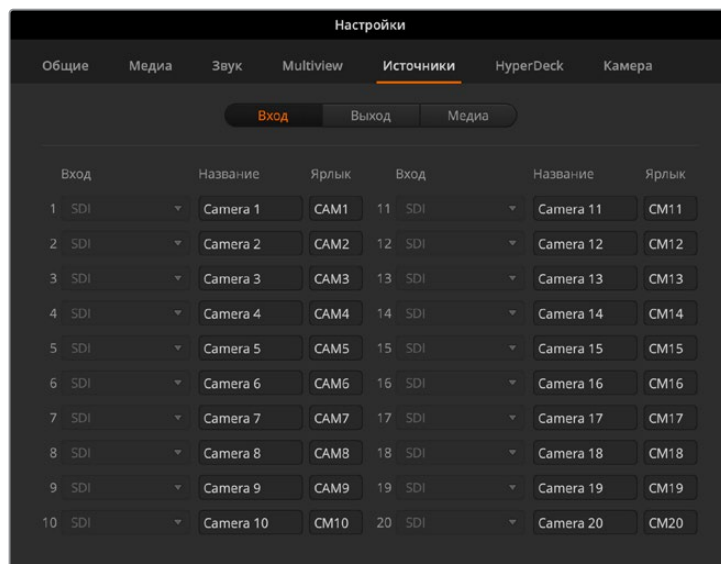 Настройки
Общие Медиа Звук Multiview Источники HyperDeck Камера
Вход Выход Медиа
Вход Название Ярлык Вход Название Ярлык
1 SDI Camera 1 CAM1 11 SDI Camera 11 CM11
2 SDI Camera 2 CAM2 12 SDI Camera 12 CM12
3 SDI Camera 3 CAM3 13 SDI Camera 13 CM13
4 SDI Camera 4 CAM4 14 SDI Camera 14 CM14
5 SDI Camera 5 CAM5 15 SDI Camera 15 CM15
6 SDI Camera 6 CAM6 16 SDI Camera 16 CM16
7 SDI Camera 7 CAM7 17 SDI Camera 17 CM17
8 SDI Camera 8 CAM8 18 SDI Camera 18 CM18
9 SDI Camera 9 CAM9 19 SDI Camera 19 CM19
10 SDI Camera 10 CM10 20 SDI Camera 20 CM20